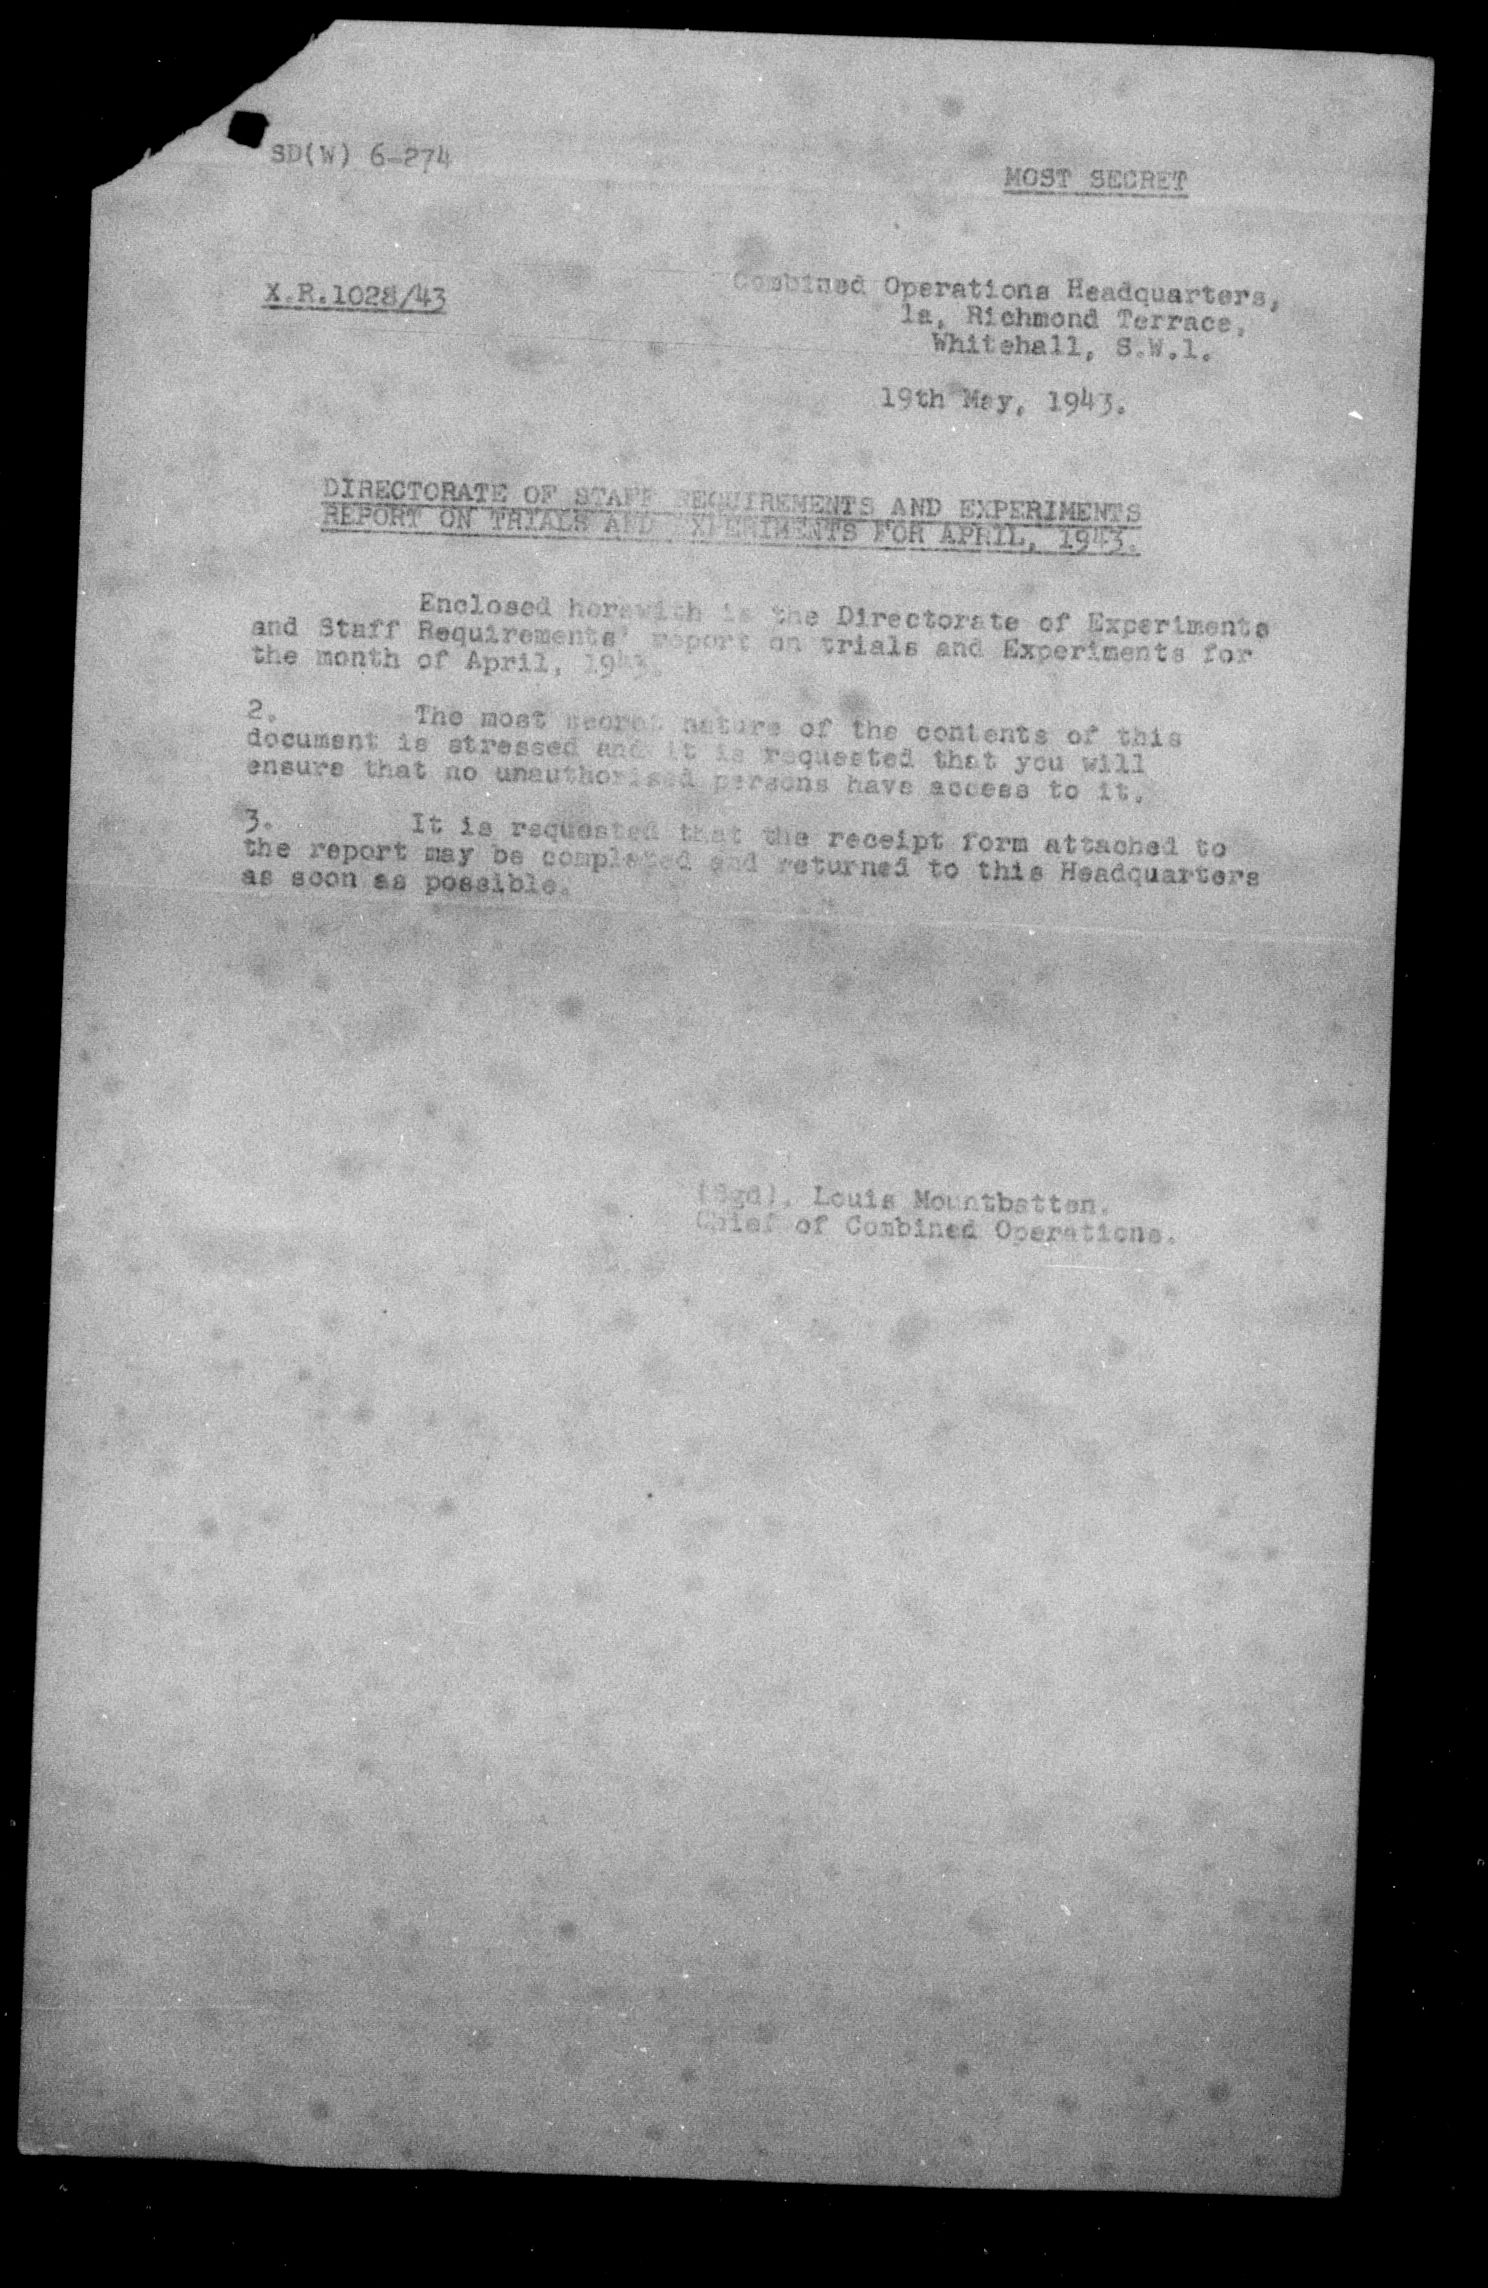 SD(W) 6-274
MOST SECRET
X.R.1028/43
Combined Operations Headquarters,
1a, Richmond Terrace,
Whitehall, S.W.1.
19th May, 1943.
DIRECTORATE OF STAFF REQUIREMENTS AND EXPERIMENTS
REPORT ON TRIALS AND EXPERIMENTS FOR APRIL, 1943.
Enclosed herewith is the Directorate of Experiments
and Staff Requirements' report on trials and Experiments for
the month of April, 1943.
2. The most secret nature of the contents of this
document is stressed and it is requested that you will
ensure that no unauthorised persons have access to it.
3. It is requested that the receipt form attached to
the report may be completed and returned to this Headquarters
as soon as possible.
(Sgd). Louis Mountbatten.
Chief of Combined Operations.